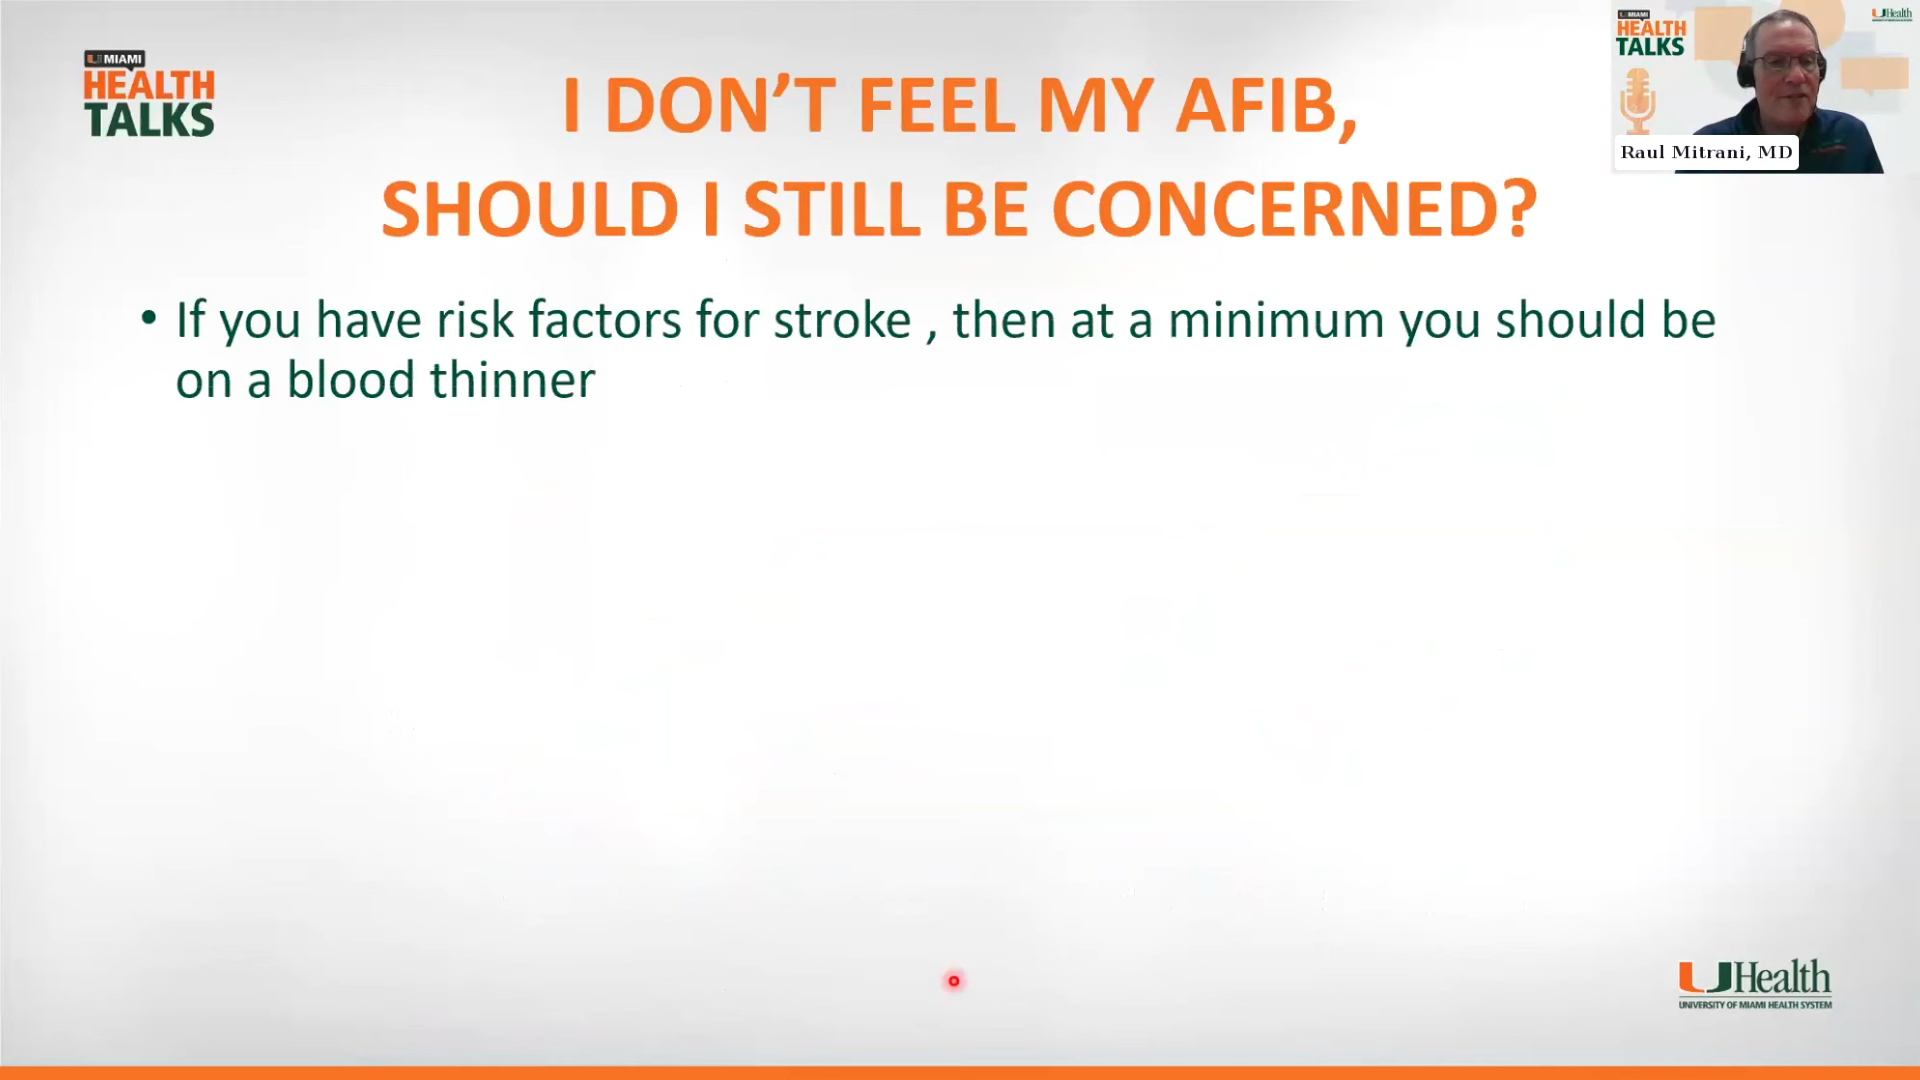 MIAMI
HEALTH
TALKS
I DON’T FEEL MY AFIB,
SHOULD I STILL BE CONCERNED?
• If you have risk factors for stroke , then at a minimum you should be
on a blood thinner
MIAMI
HEALTH
TALKS
UHealth
Raul Mitrani, MD
UHealth
UNIVERSITY OF MIAMI HEALTH SYSTEM